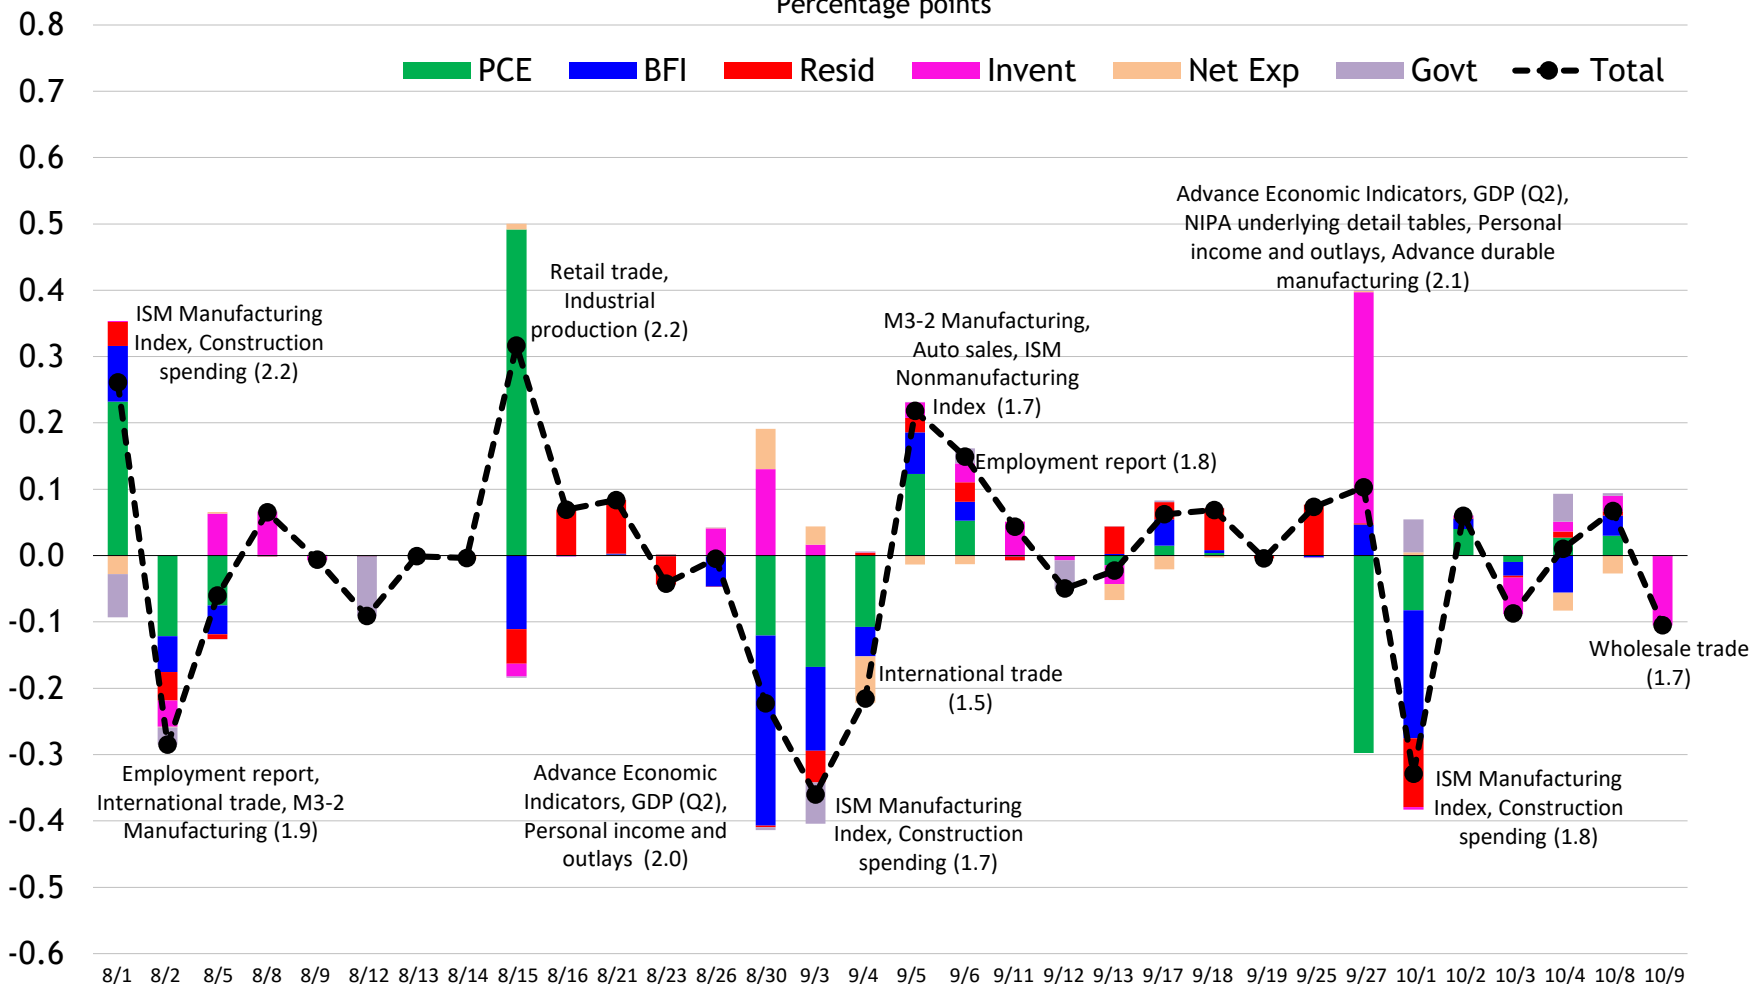 Percentage points
0.8
PCE BFI Resid Invent Net Exp Govt Total
0.7
0.6
0.5
0.4
0.3
0.2
0.1
0.0
-0.1
-0.2
-0.3
-0.4
-0.5
-0.6
ISM Manufacturing
Index, Construction
spending (2.2)
Employment report,
International trade, M3-2
Manufacturing (1.9)
Retail trade,
Industrial
production (2.2)
Advance Economic
Indicators, GDP (Q2),
Personal income and
outlays (2.0)
ISM Manufacturing
Index, Construction
spending (1.7)
International trade
(1.5)
M3-2 Manufacturing,
Auto sales, ISM
Nonmanufacturing
Index (1.7)
Employment report (1.8)
Advance Economic Indicators, GDP (Q2),
NIPA underlying detail tables, Personal
income and outlays, Advance durable
manufacturing (2.1)
ISM Manufacturing
Index, Construction
spending (1.8)
Wholesale trade
(1.7)
8/1 8/2 8/5 8/8 8/9 8/12 8/13 8/14 8/15 8/16 8/21 8/23 8/26 8/30 9/3 9/4 9/5 9/6 9/11 9/12 9/13 9/17 9/18 9/19 9/25 9/27 10/1 10/2 10/3 10/4 10/8 10/9